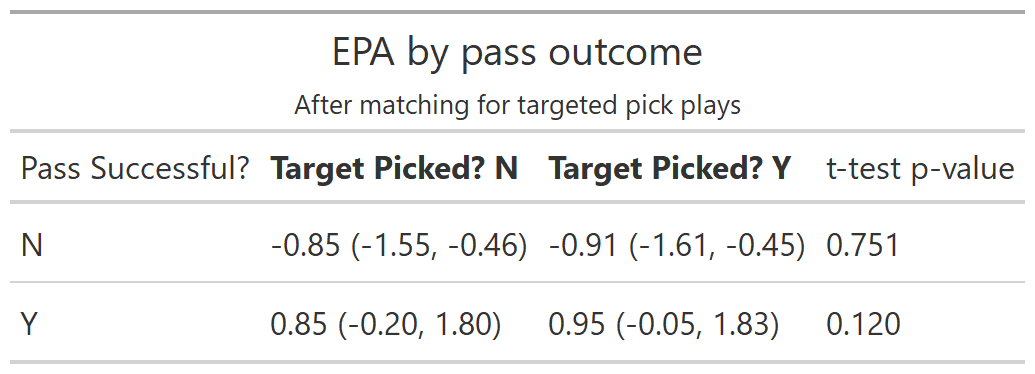 EPA by pass outcome
After matching for targeted pick plays
Pass Successful? Target Picked? N Target Picked? Y t-test p-value
N -0.85 (-1.55, -0.46) -0.91 (-1.61, -0.45) 0.751
Y 0.85 (-0.20, 1.80) 0.95 (-0.05, 1.83) 0.120